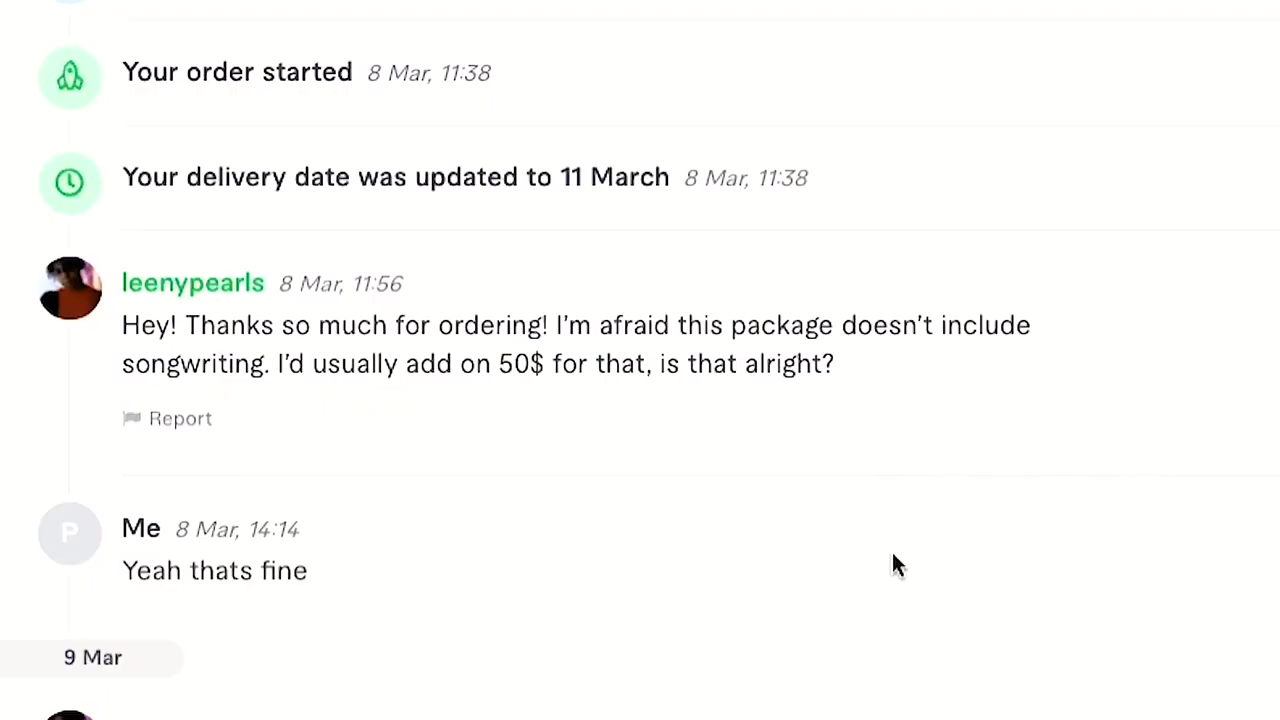 Your order started 8 Mar, 11:38
Your delivery date was updated to 11 March 8 Mar, 11:38
leenypearls 8 Mar, 11:56
Hey! Thanks so much for ordering! I’m afraid this package doesn’t include
songwriting. I’d usually add on 50$ for that, is that alright?
Report
P
Me 8 Mar, 14:14
Yeah thats fine
9 Mar